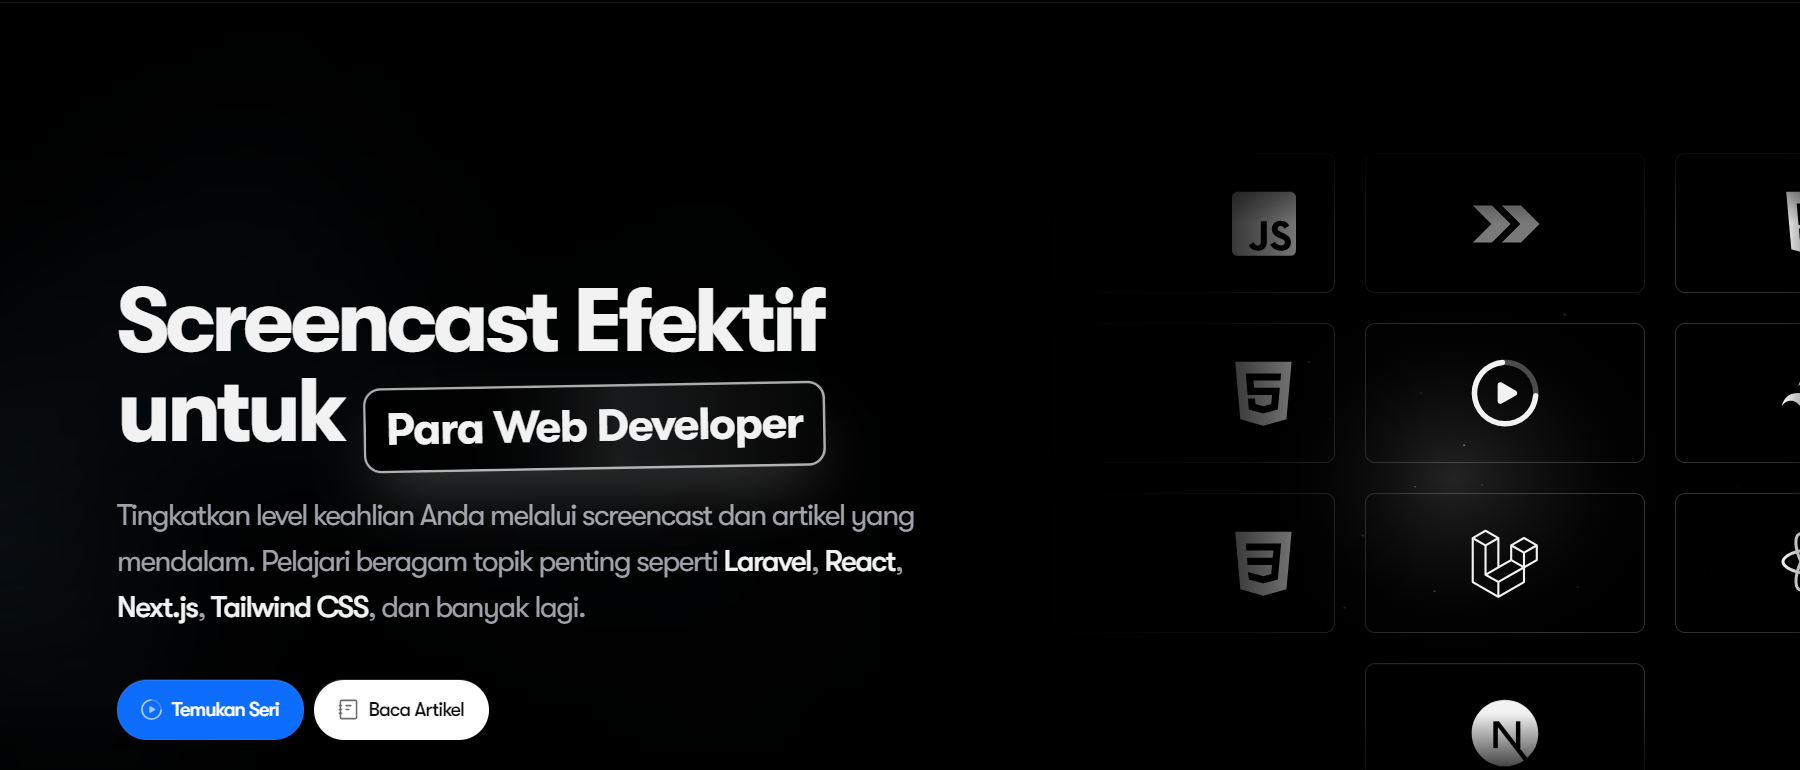 Screencast Efektif
untuk Para Web Developer
Tingkatkan level keahlian Anda melalui screencast dan artikel yang
mendalam. Pelajari beragam topik penting seperti Laravel, React,
Next.js, Tailwind CSS, dan banyak lagi.
Temukan Seri
Baca Artikel
JS
5
3
N